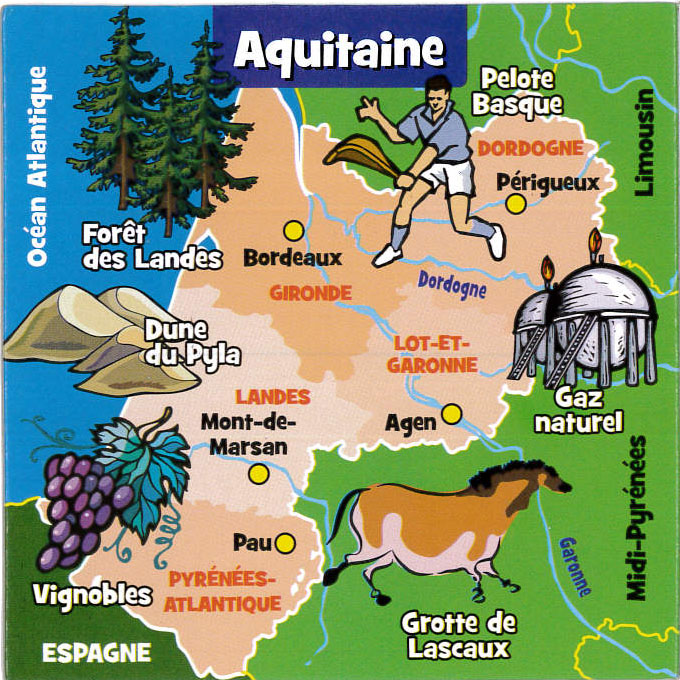 Aquitaine
Océan Atlantique
Pelote
Basque
Limousin
DORDOGNE
Périgueux
Forêt
des Landes
Bordeaux
GIRONDE
Dordogne
Dune
du Pyla
LOT-ET-
GARONNE
LANDES
Mont-de-
Marsan
Agen
Gaz
naturel
Midi-Pyrénées
Pau
Garonne
Vignobles
PYRÉNÉES-
ATLANTIQUE
Grotte de
Lascaux
ESPAGNE